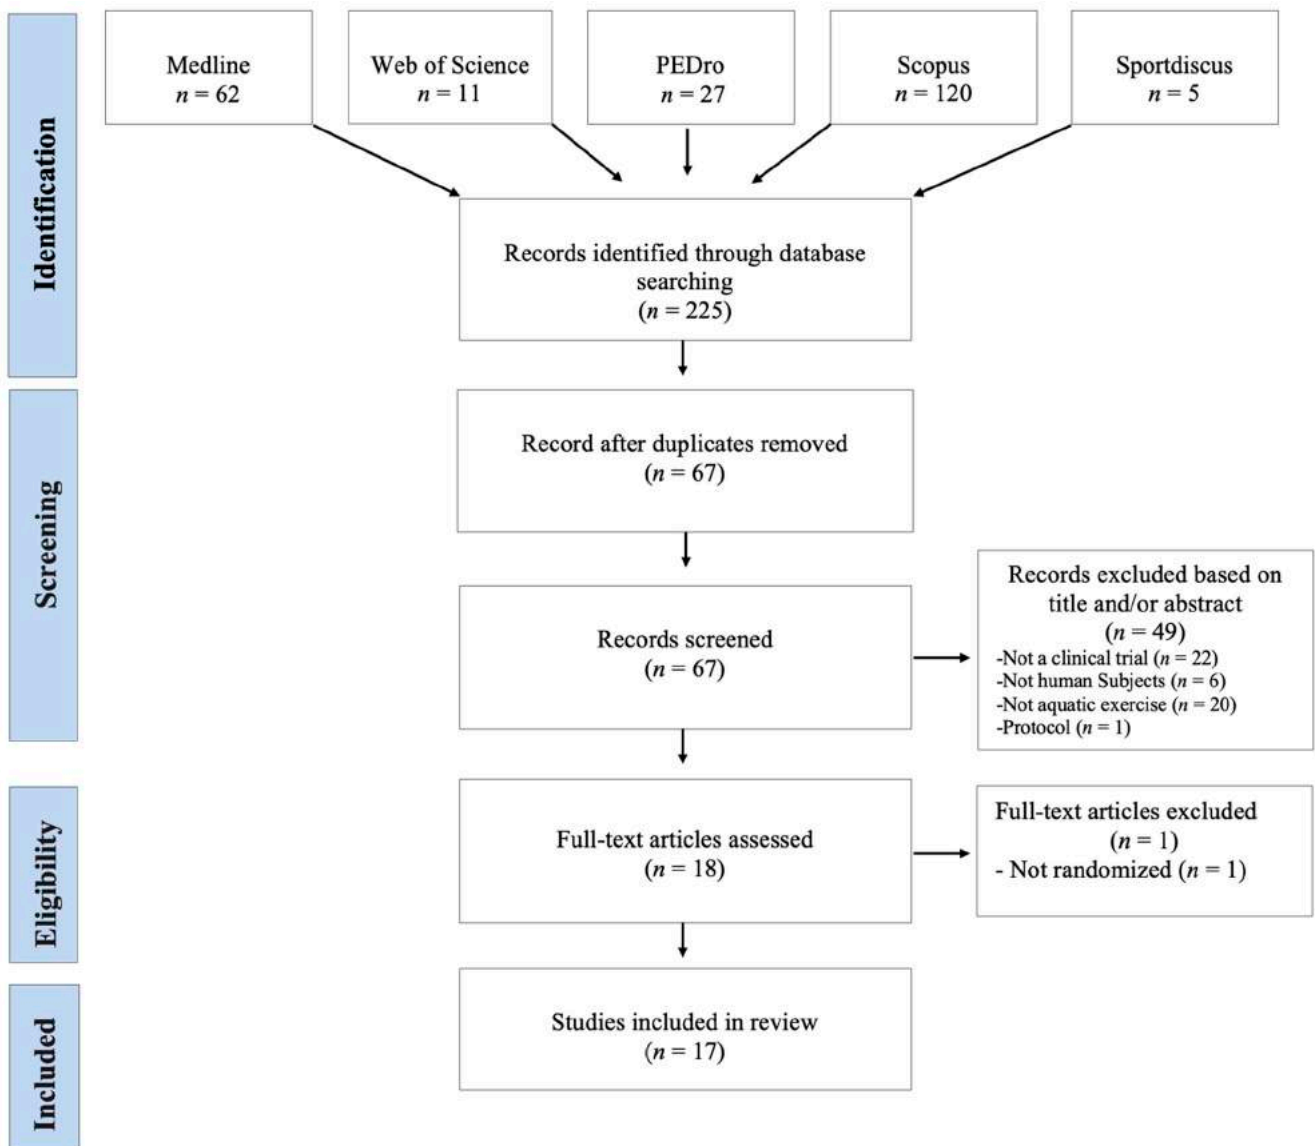 Identification
Medline
n = 62
Web of Science
n = 11
PEDro
n = 27
Scopus
n = 120
Sportdiscus
n = 5
Records identified through database
searching
(n = 225)
Screening
Record after duplicates removed
(n = 67)
Records screened
(n = 67)
Records excluded based on
title and/or abstract
(n = 49)
-Not a clinical trial (n = 22)
-Not human Subjects (n = 6)
-Not aquatic exercise (n = 20)
-Protocol (n = 1)
Eligibility
Full-text articles assessed
(n = 18)
Full-text articles excluded
(n = 1)
- Not randomized (n = 1)
Included
Studies included in review
(n = 17)